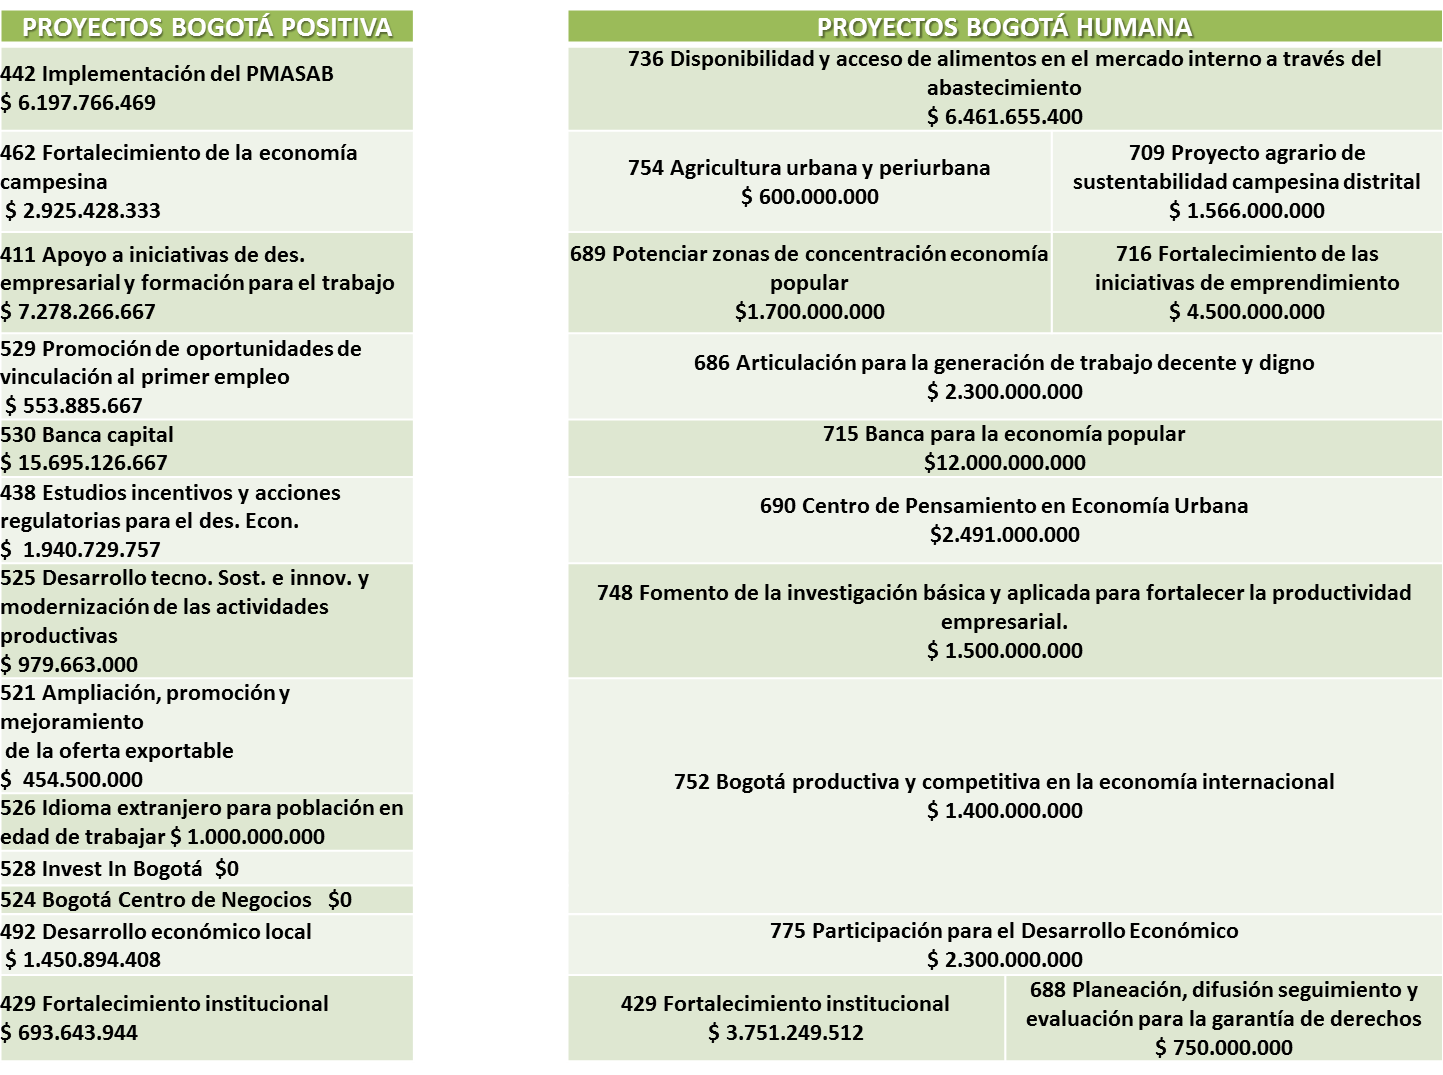 PROYECTOS BOGOTÁ POSITIVA
442 Implementación del PMASAB
$ 6.197.766.469
462 Fortalecimiento de la economía
campesina
$ 2.925.428.333
411 Apoyo a iniciativas de des.
empresarial y formación para el trabajo
$ 7.278.266.667
529 Promoción de oportunidades de
vinculación al primer empleo
$ 553.885.667
530 Banca capital
$ 15.695.126.667
438 Estudios incentivos y acciones
regulatorias para el des. Econ.
$ 1.940.729.757
525 Desarrollo tecno. Sost. e innov. y
modernización de las actividades
productivas
$ 979.663.000
521 Ampliación, promoción y
mejoramiento
de la oferta exportable
$ 454.500.000
526 Idioma extranjero para población en
edad de trabajar $ 1.000.000.000
528 Invest In Bogotá $0
524 Bogotá Centro de Negocios $0
492 Desarrollo económico local
$ 1.450.894.408
429 Fortalecimiento institucional
$ 693.643.944
PROYECTOS BOGOTÁ HUMANA
736 Disponibilidad y acceso de alimentos en el mercado interno a través del
abastecimiento
$ 6.461.655.400
754 Agricultura urbana y periurbana
$ 600.000.000
709 Proyecto agrario de
sustentabilidad campesina distrital
$ 1.566.000.000
689 Potenciar zonas de concentración economía
popular
$1.700.000.000
716 Fortalecimiento de las
iniciativas de emprendimiento
$ 4.500.000.000
686 Articulación para la generación de trabajo decente y digno
$ 2.300.000.000
715 Banca para la economía popular
$12.000.000.000
690 Centro de Pensamiento en Economía Urbana
$2.491.000.000
748 Fomento de la investigación básica y aplicada para fortalecer la productividad
empresarial.
$ 1.500.000.000
752 Bogotá productiva y competitiva en la economía internacional
$ 1.400.000.000
775 Participación para el Desarrollo Económico
$ 2.300.000.000
429 Fortalecimiento institucional
$ 3.751.249.512
688 Planeación, difusión seguimiento y
evaluación para la garantía de derechos
$ 750.000.000